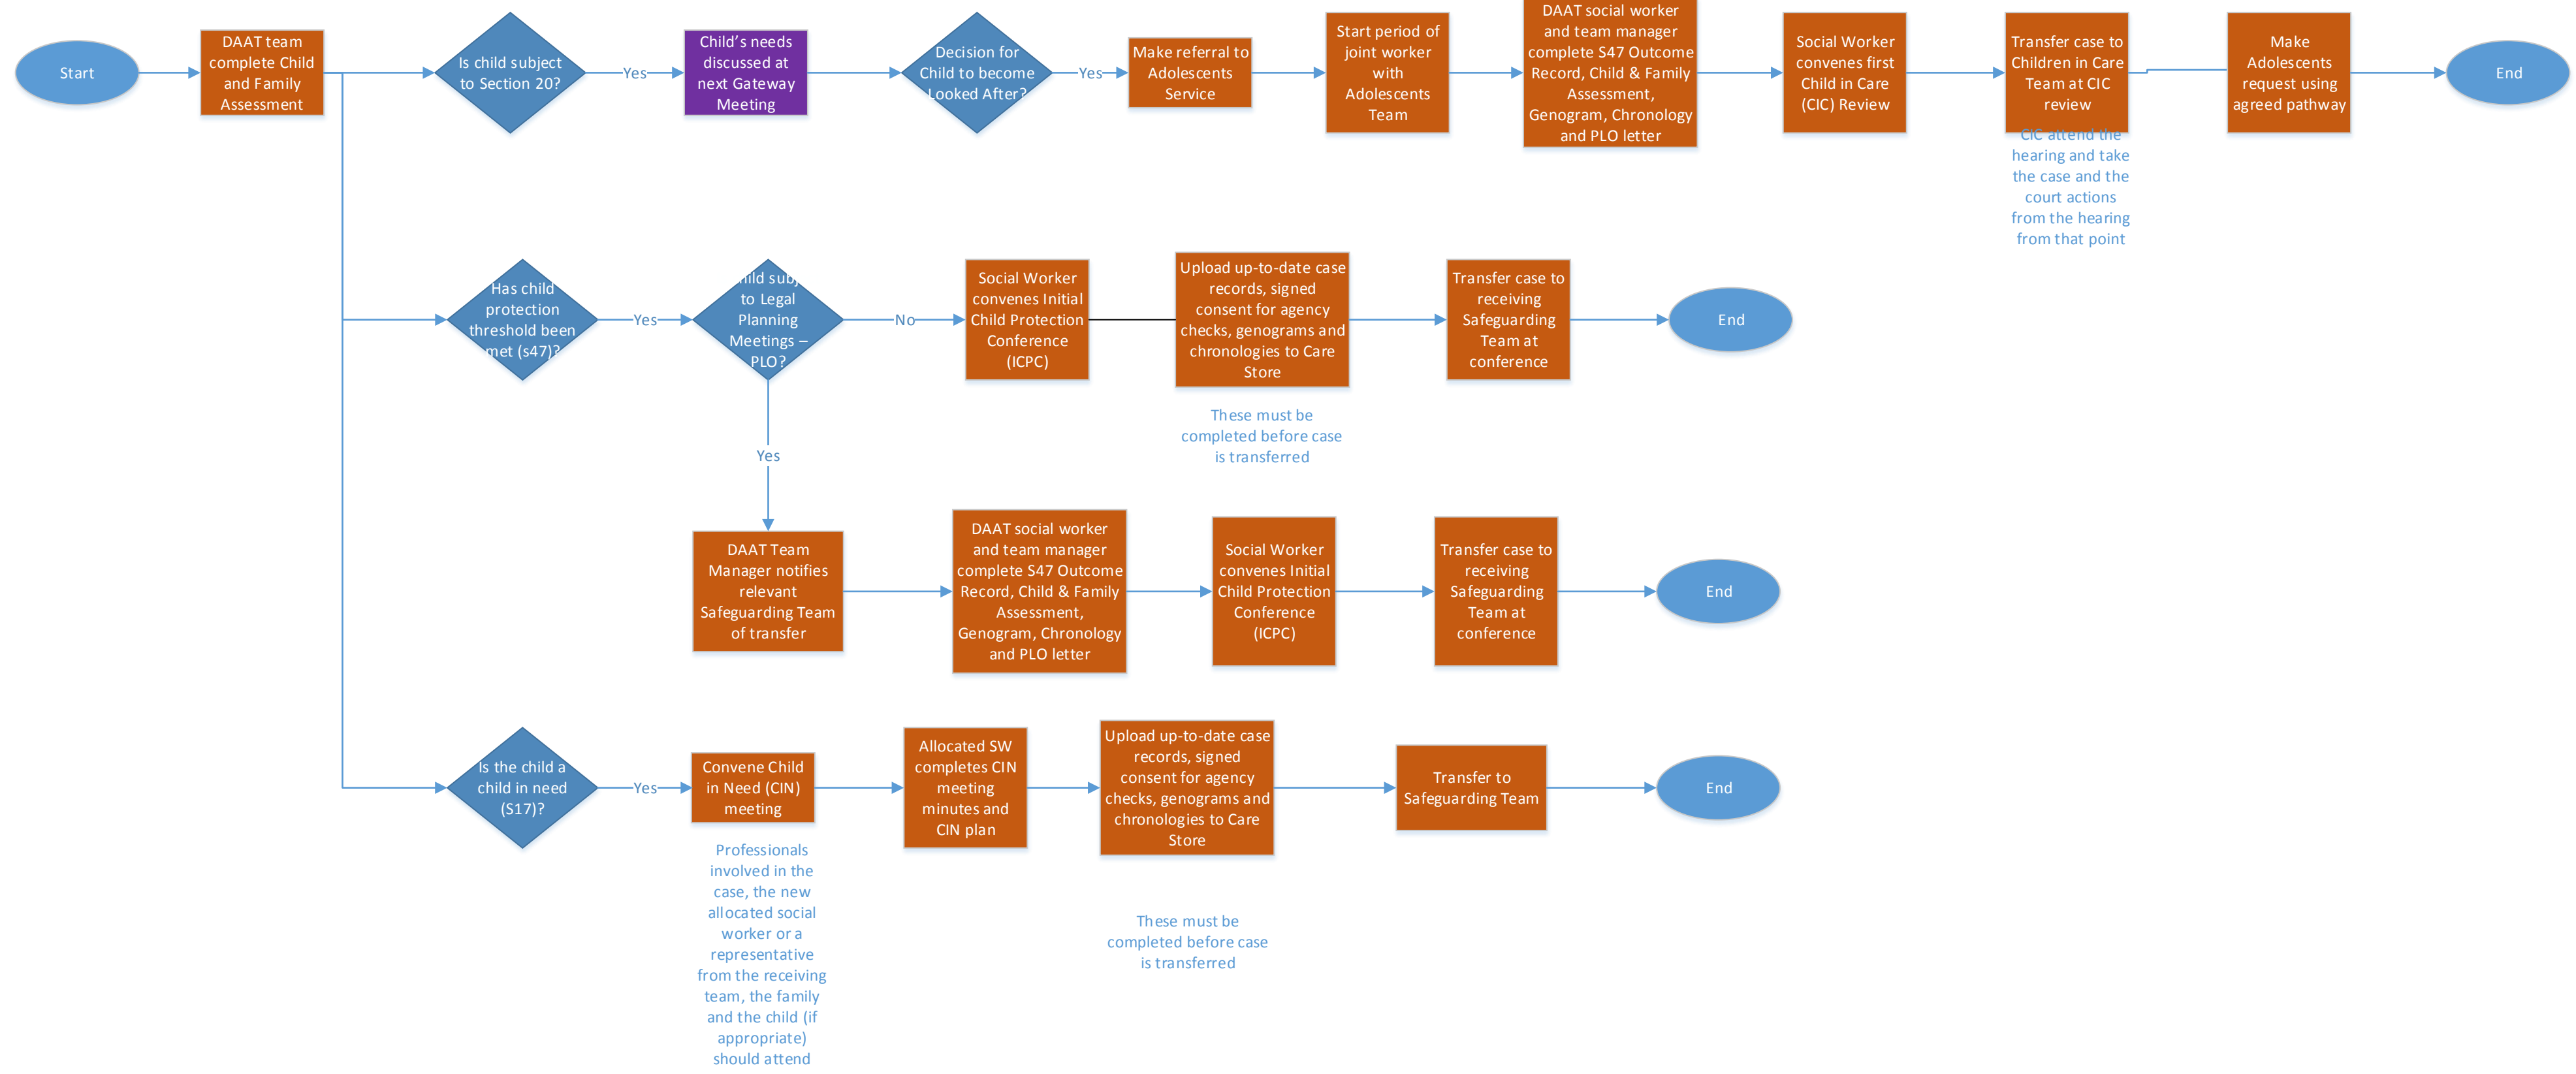 Start
DAAT team
complete Child
and Family
Assessment
Is child subject
to Section 20?
Yes
Child's needs
discussed at
next Gateway
Meeting
Decision for
Child to become
Looked After?
Yes
Make referral to
Adolescents
Service
Start period of
joint worker
with
Adolescents
Team
DAAT social worker
and team manager
complete S47 Outcome
Record, Child & Family
Assessment,
Genogram, Chronology
and PLO letter
Social Worker
convenes first
Child in Care
(CIC) Review
Transfer case to
Children in Care
Team at CIC
review
CIC attend the
hearing and take
the case and the
court actions
from the hearing
from that point
Make
Adolescents
request using
agreed pathway
End
Has child
protection
threshold been
met (s47)?
Yes
to Legal
Planning
Meetings –
PLO?
No
Social Worker
convenes Initial
Child Protection
Conference
(ICPC)
Upload up-to-date case
records, signed
consent for agency
checks, genograms and
chronologies to Care
Store
These must be
completed before case
is transferred
Transfer case to
receiving
Safeguarding
Team at
conference
End
Yes
DAAT Team
Manager notifies
relevant
Safeguarding Team
of transfer
DAAT social worker
and team manager
complete S47 Outcome
Record, Child & Family
Assessment,
Genogram, Chronology
and PLO letter
Social Worker
convenes Initial
Child Protection
Conference
(ICPC)
Transfer case to
receiving
Safeguarding
Team at
conference
End
Is the child a
child in need
(S17)?
Yes
Convene Child
in Need (CIN)
meeting
Professionals
involved in the
case, the new
allocated social
worker or a
representative
from the receiving
team, the family
and the child (if
appropriate)
should attend
Allocated SW
completes CIN
meeting
minutes and
CIN plan
Upload up-to-date case
records, signed
consent for agency
checks, genograms and
chronologies to Care
Store
These must be
completed before case
is transferred
Transfer to
Safeguarding Team
End